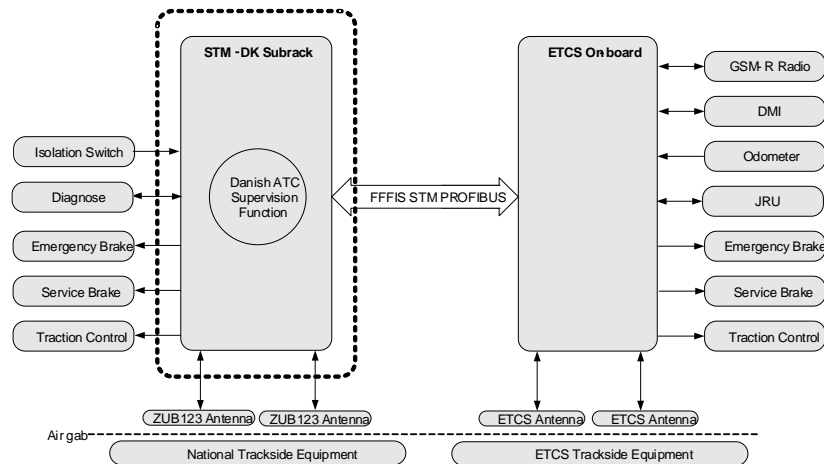 STM -DK Subrack
ETCS Onboard
Isolation Switch
Diagnose
Emergency Brake
Service Brake
Traction Control
Danish ATC
Supervision
Function
FFFIS STM PROFIBUS
GSM-R Radio
DMI
Odometer
JRU
Emergency Brake
Service Brake
Traction Control
ZUB123 Antenna
ZUB123 Antenna
ETCS Antenna
ETCS Antenna
Air gab
National Trackside Equipment
ETCS Trackside Equipment